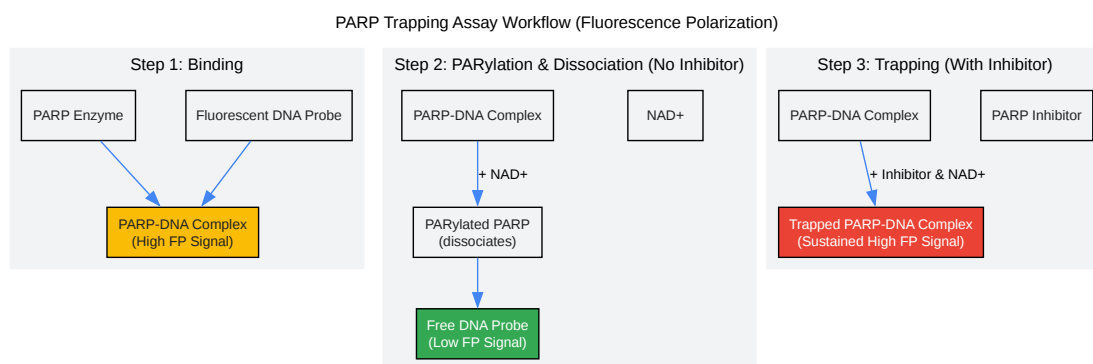 PARP Trapping Assay Workflow (Fluorescence Polarization)
Step 1: Binding
PARP Enzyme
Fluorescent DNA Probe
PARP-DNA Complex
(High FP Signal)
Step 2: PARylation & Dissociation (No Inhibitor)
PARP-DNA Complex
NAD+
+ NAD+
PARylated PARP
(dissociates)
Free DNA Probe
(Low FP Signal)
Step 3: Trapping (With Inhibitor)
PARP-DNA Complex
PARP Inhibitor
+ Inhibitor & NAD+
Trapped PARP-DNA Complex
(Sustained High FP Signal)